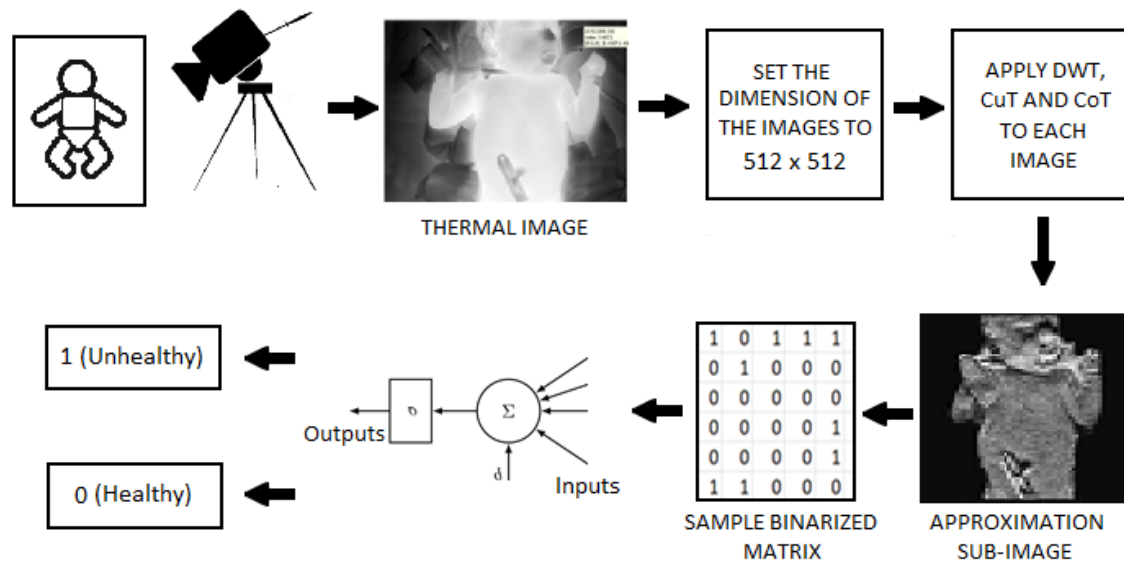 SET THE
DIMENSION OF
THE IMAGES TO
512 x 512
APPLY DWT,
CuT AND CoT
TO EACH
IMAGE
THERMAL IMAGE
1 (Unhealthy)
0 (Healthy)
Outputs
σ
Σ
Inputs
1 0 1 1 1
0 1 0 0 0
0 0 0 0 0
0 0 0 0 1
0 0 0 0 1
1 1 0 0 0
SAMPLE BINARIZED
MATRIX
APPROXIMATION
SUB-IMAGE